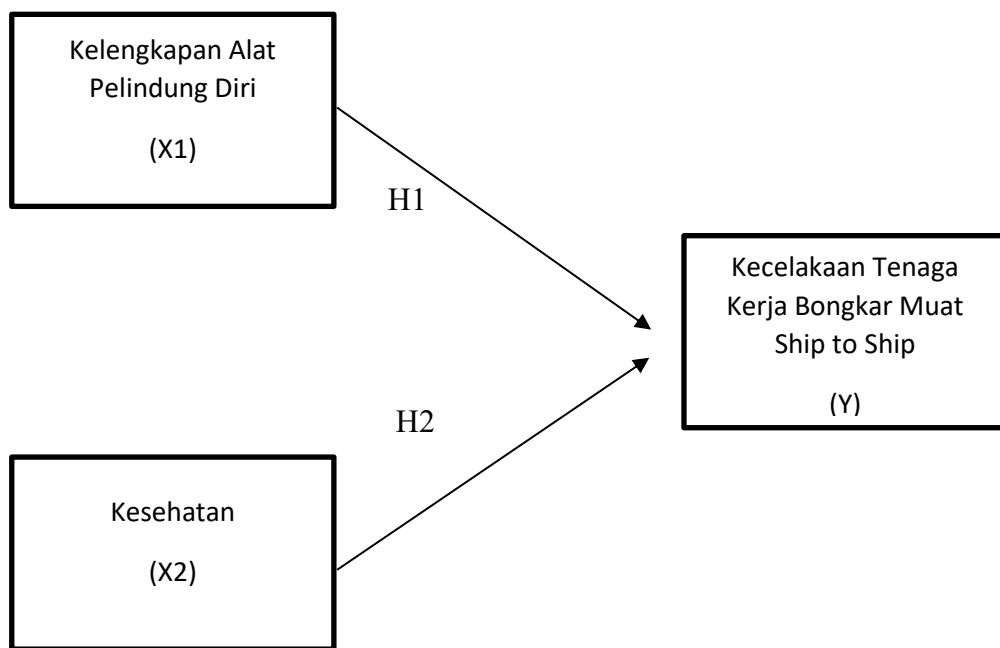 Kelengkapan Alat
Pelindung Diri
(X1)
H1
Kecelakaan Tenaga
Kerja Bongkar Muat
Ship to Ship
(Y)
H2
Kesehatan
(X2)